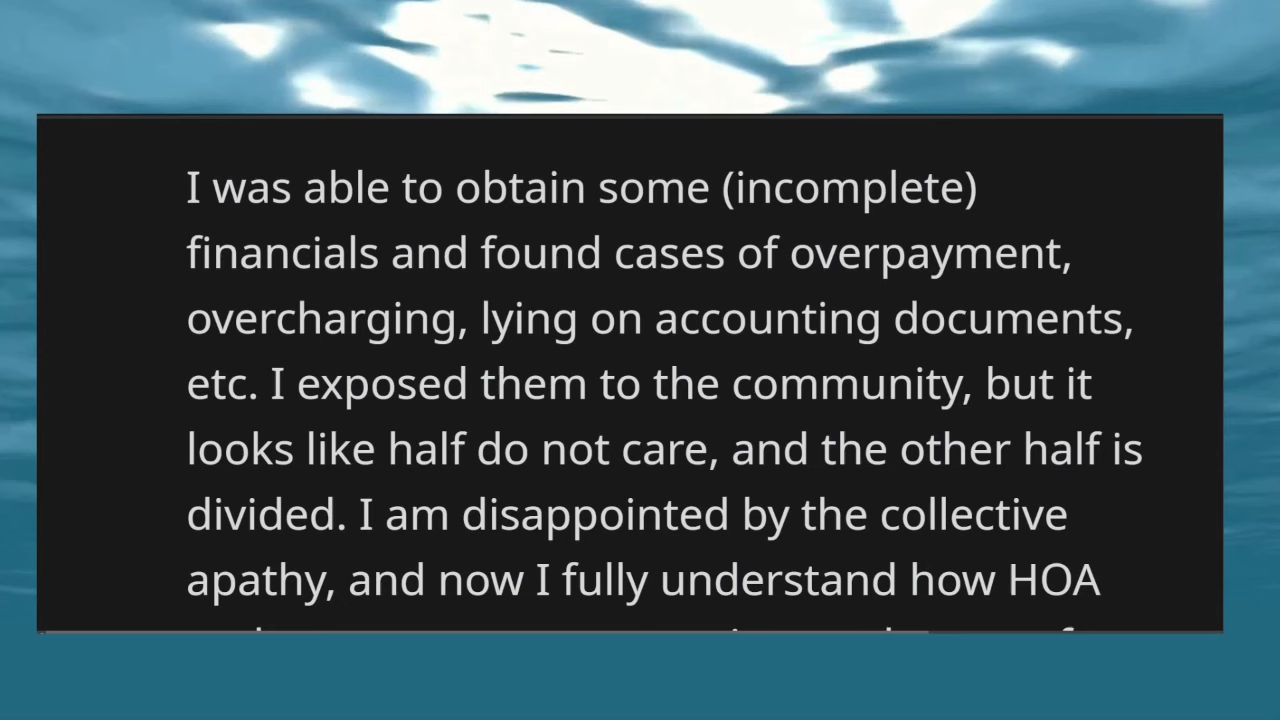 I was able to obtain some (incomplete)
financials and found cases of overpayment,
overcharging, lying on accounting documents,
etc. I exposed them to the community, but it
looks like half do not care, and the other half is
divided. I am disappointed by the collective
apathy, and now I fully understand how HOA